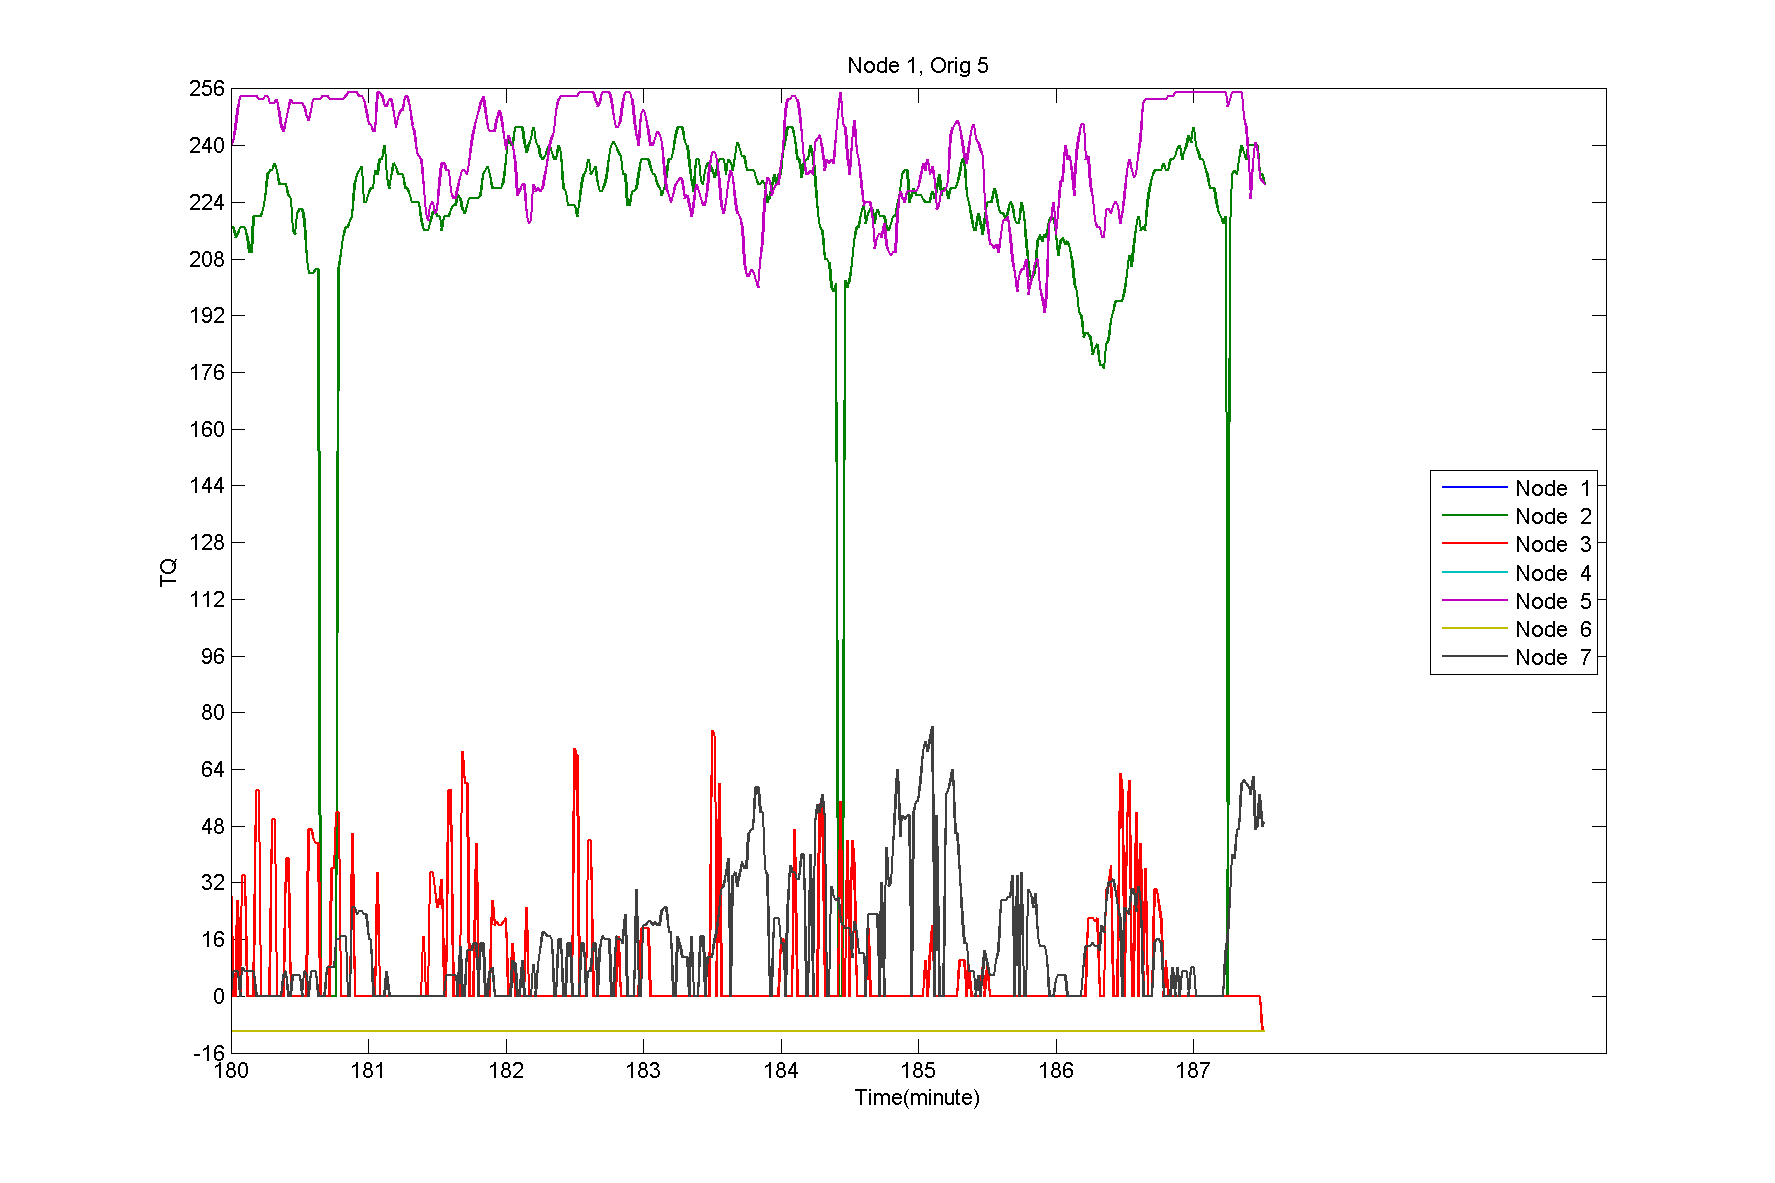 Node 1, Orig 5
256
240
224
208
192
176
160
144
128
112
96
80
64
48
32
16
0
-16
TQ
180 181 182 183 184 185 186 187
Time(minute)
Node 1
Node 2
Node 3
Node 4
Node 5
Node 6
Node 7